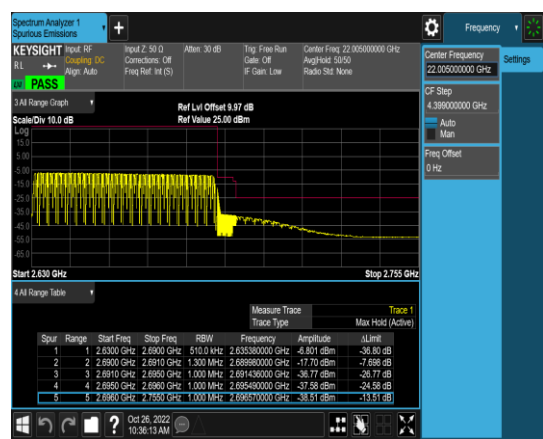 Spectrum Analyzer 1
Spurious Emissions
Frequency
KEYSIGHT
RL
Input: RF
Coupling: DC
Align: Auto
Input Z: 50 Ω
Corrections: Off
Freq Ref: Int (S)
Atten: 30 dB
Trig: Free Run
Gate: Off
IF Gain: Low
Center Freq: 22.005000000 GHz
Avg|Hold: 50/50
Radio Std: None
PASS
Center Frequency
22.005000000 GHz
Settings
CF Step
4.399000000 GHz
Auto
Man
Freq Offset
0 Hz
3 All Range Graph
Scale/Div 10.0 dB
Ref Lvl Offset 9.97 dB
Ref Value 25.00 dBm
Log
15.0
5.00
-5.00
-15.0
-25.0
-35.0
-45.0
-55.0
-65.0
Start 2.630 GHz
Stop 2.755 GHz
4 All Range Table
Measure Trace Trace 1
Trace Type Max Hold (Active)
Spur Range Start Freq Stop Freq RBW Frequency Amplitude ΔLimit
1 1 2.6300 GHz 2.6900 GHz 510.0 kHz 2.635380000 GHz -6.801 dBm -36.80 dB
2 2 2.6900 GHz 2.6910 GHz 1.300 MHz 2.689980000 GHz -17.70 dBm -7.698 dB
3 3 2.6910 GHz 2.6950 GHz 1.000 MHz 2.691436000 GHz -36.77 dBm -26.77 dB
4 4 2.6950 GHz 2.6960 GHz 1.000 MHz 2.695490000 GHz -37.58 dBm -24.58 dB
5 5 2.6960 GHz 2.7550 GHz 1.000 MHz 2.696570000 GHz -38.51 dBm -13.51 dB
Oct 26, 2022
10:36:13 AM